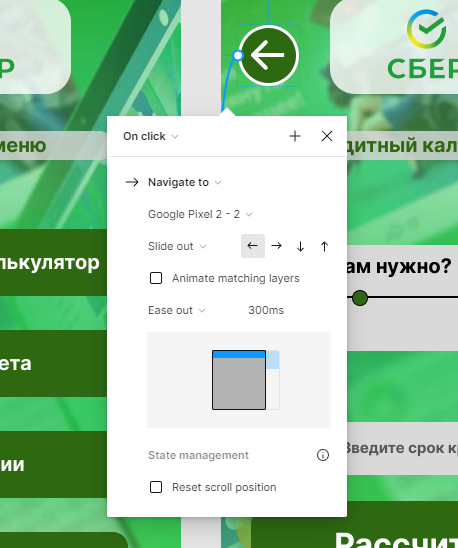 Р
СБЕР
On click
меню
дитный кал
Navigate to
Google Pixel 2 - 2
Slide out
лькулятор
ам нужно?
Animate matching layers
Ease out
300ms
ета
State management
Введите срок к
ии
Reset scroll position
Рассчит